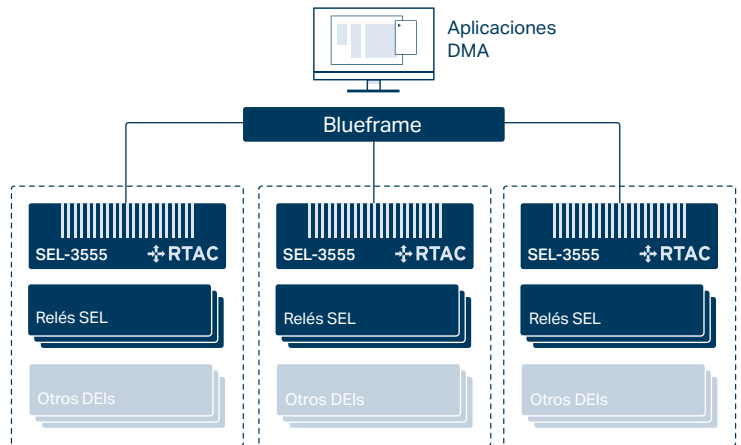 Aplicaciones
DMA
Blueframe
SEL-3555 RTAC
SEL-3555 RTAC
SEL-3555 RTAC
Relés SEL
Relés SEL
Relés SEL
Otros DEIs
Otros DEIs
Otros DEIs